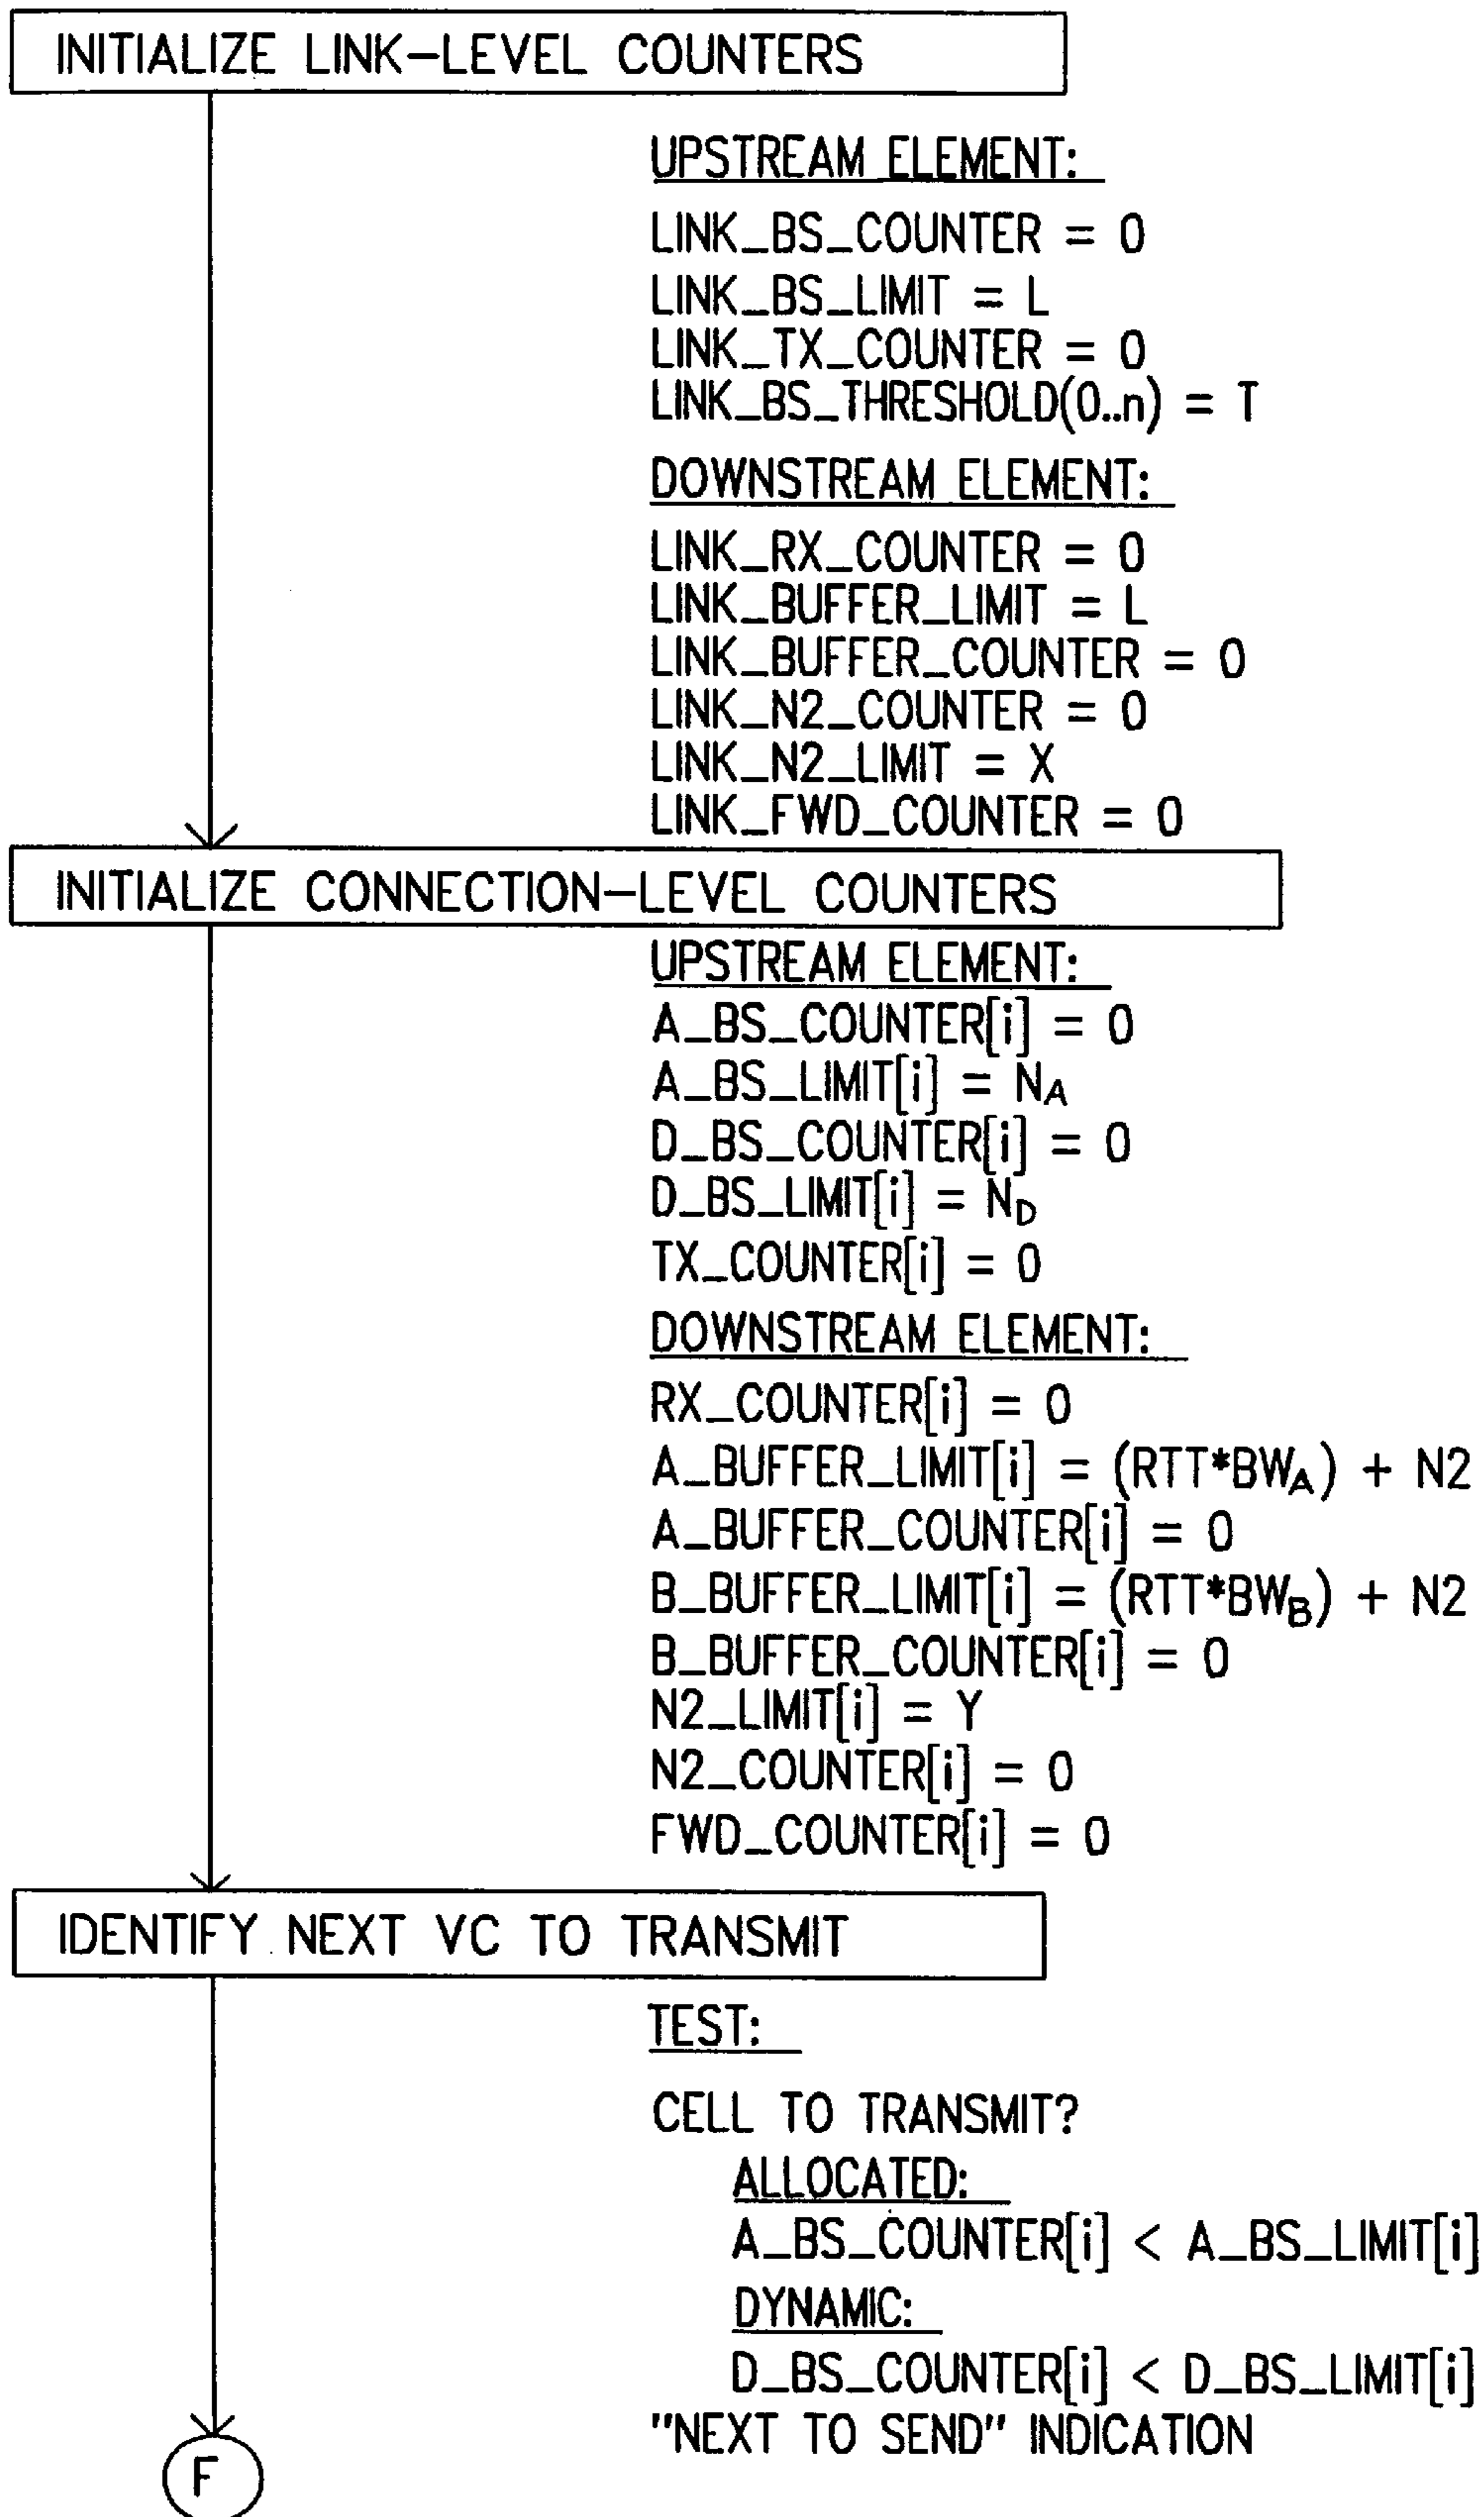 INITIALIZE LINK–LEVEL COUNTERS
UPSTREAM ELEMENT:
LINK_BS_COUNTER = 0
LINK_BS_LIMIT = L
LINK_TX_COUNTER = 0
LINK_BS_THRESHOLD(0..n) = T
DOWNSTREAM ELEMENT:
LINK_RX_COUNTER = 0
LINK_BUFFER_LIMIT = L
LINK_BUFFER_COUNTER = 0
LINK_N2_COUNTER = 0
LINK_N2_LIMIT = X
LINK_FWD_COUNTER = 0
INITIALIZE CONNECTION–LEVEL COUNTERS
UPSTREAM ELEMENT:
A_BS_COUNTER[i] = 0
A_BS_LIMIT[i] = NA
D_BS_COUNTER[i] = 0
D_BS_LIMIT[i] = ND
TX_COUNTER[i] = 0
DOWNSTREAM ELEMENT:
RX_COUNTER[i] = 0
A_BUFFER_LIMIT[i] = (RTT*BWA) + N2
A_BUFFER_COUNTER[i] = 0
B_BUFFER_LIMIT[i] = (RTT*BWB) + N2
B_BUFFER_COUNTER[i] = 0
N2_LIMIT[i] = Y
N2_COUNTER[i] = 0
FWD_COUNTER[i] = 0
IDENTIFY NEXT VC TO TRANSMIT
TEST:
CELL TO TRANSMIT?
ALLOCATED:
A_BS_COUNTER[i] < A_BS_LIMIT[i]
DYNAMIC:
D_BS_COUNTER[i] < D_BS_LIMIT[i]
"NEXT TO SEND" INDICATION
F